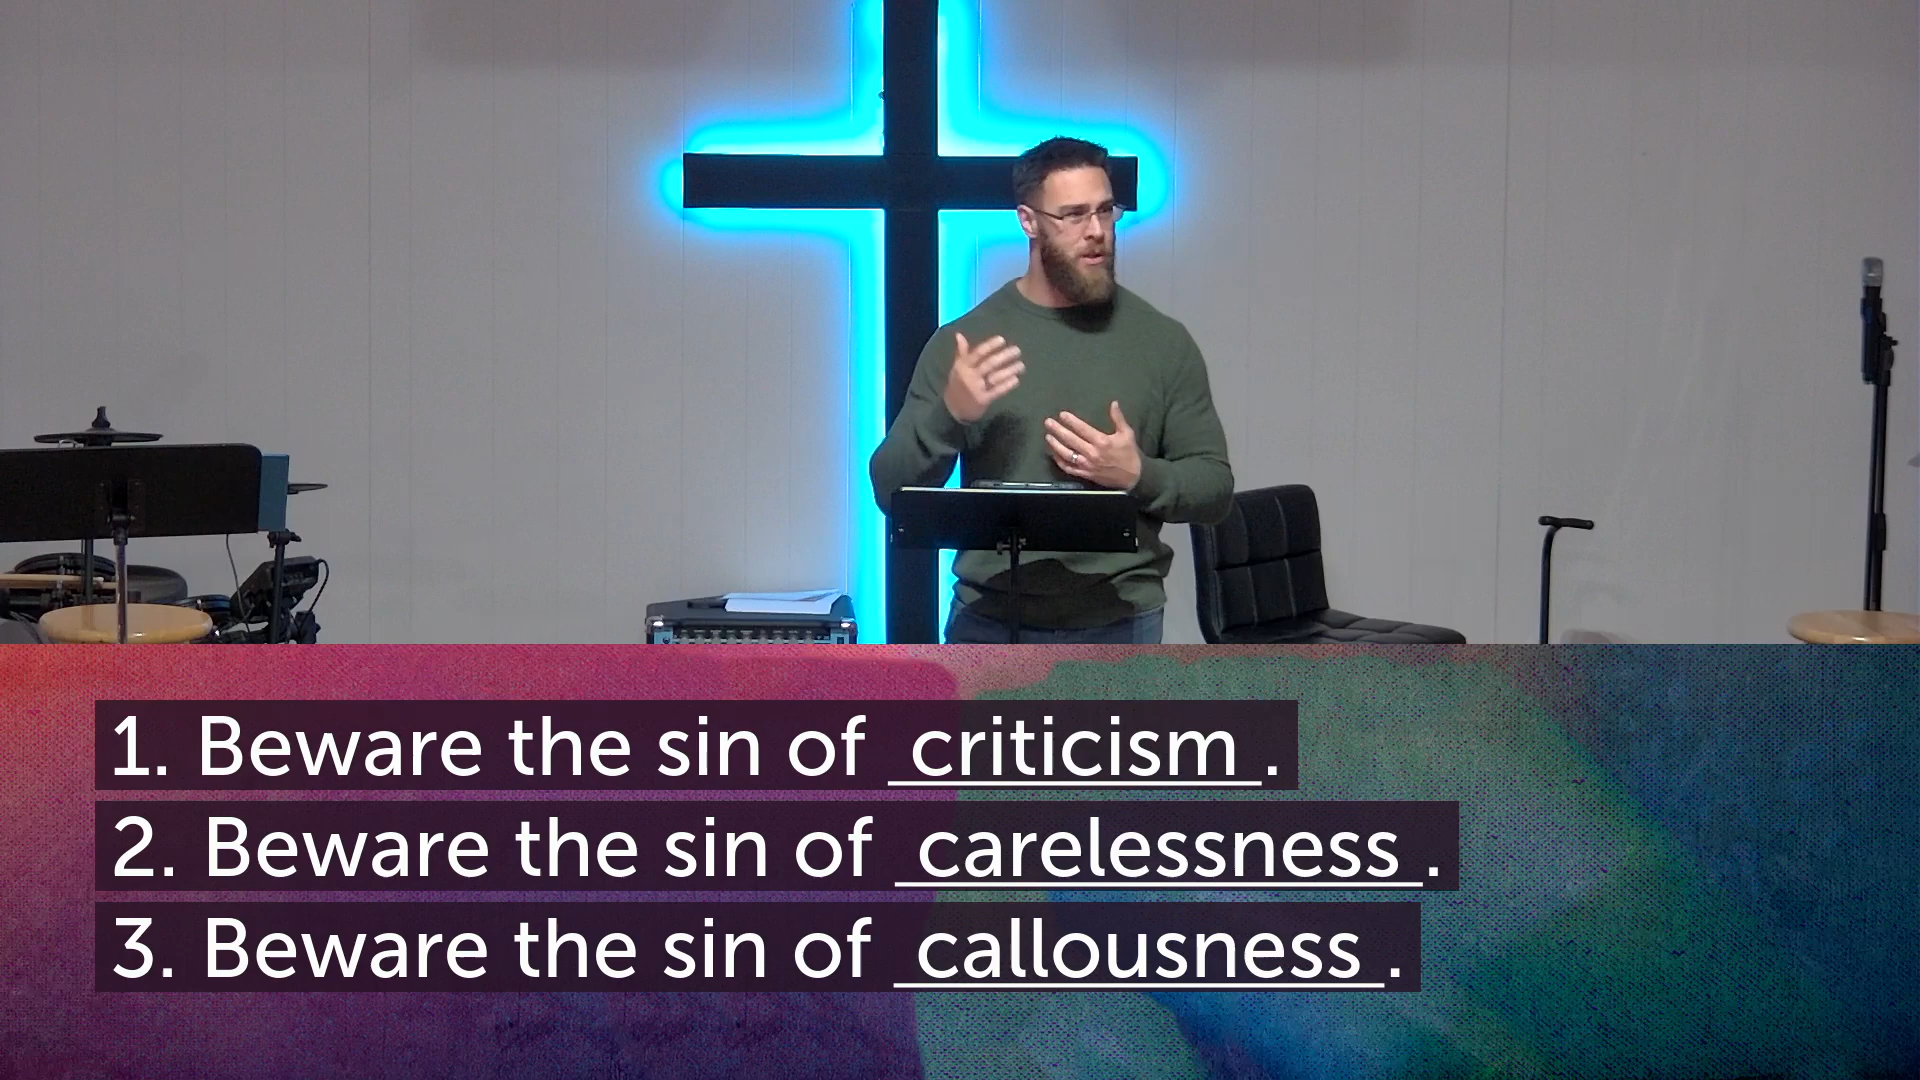 1. Beware the sin of criticism.
2. Beware the sin of carelessness.
3. Beware the sin of callousness.